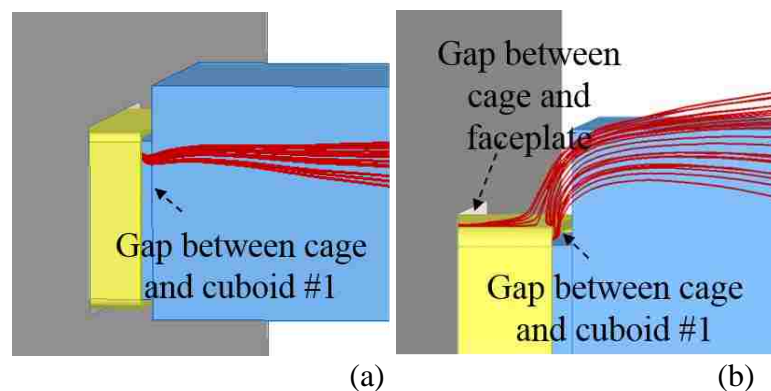 Gap between cage
and cuboid #1
(a)
Gap between
cage and
faceplate
Gap between cage
and cuboid #1
(b)